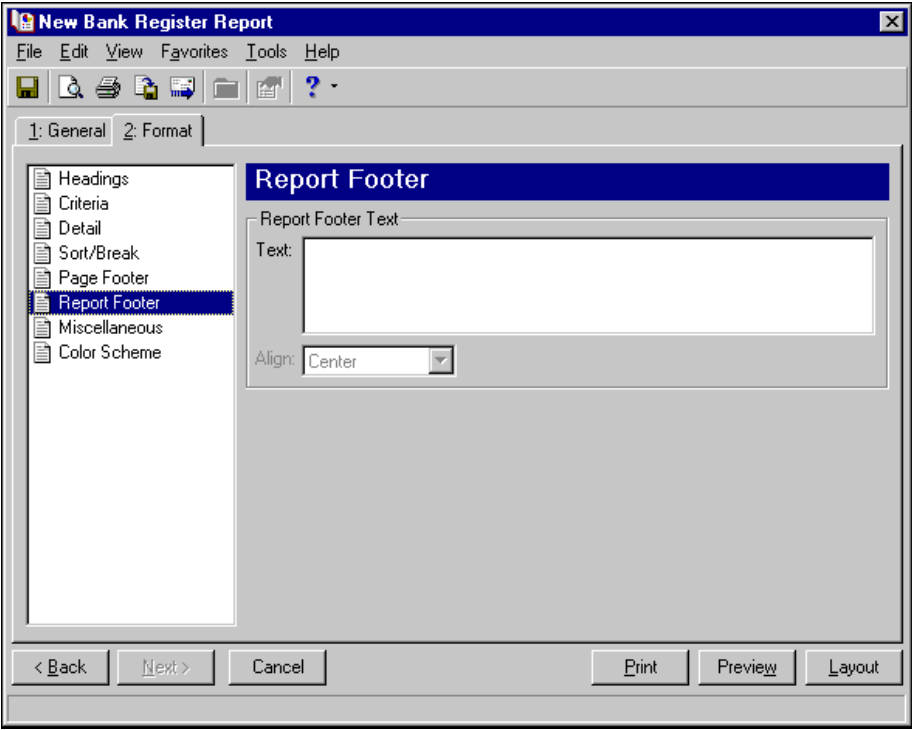 New Bank Register Report
File Edit View Favorites Tools Help
?
1: General 2: Format
Headings
Criteria
Detail
Sort/Break
Page Footer
Report Footer
Miscellaneous
Color Scheme
Report Footer
Report Footer Text
Text:
Align: Center
< Back Next > Cancel Print Preview Layout